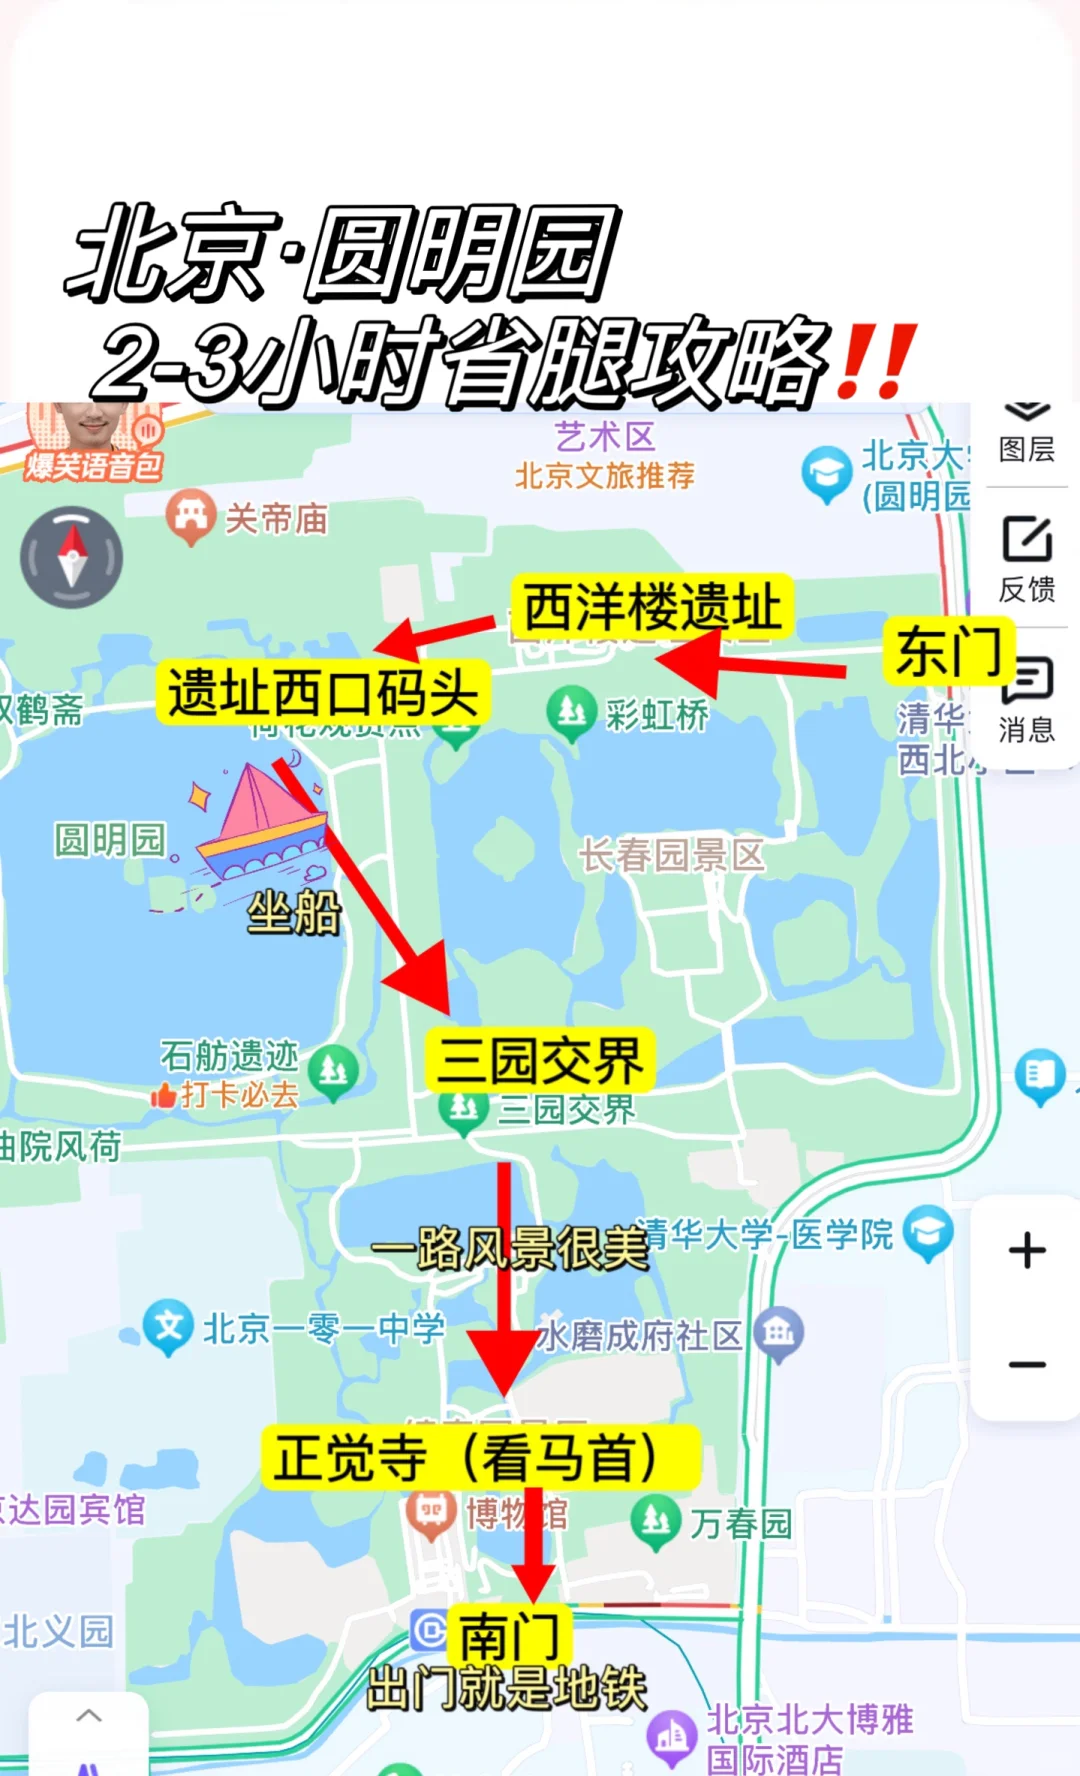 北京·圆明园
2-3小时省腿攻略‼️
艺术区
北京文旅推荐
图层
爆笑语音包
关帝庙
反馈
西洋楼遗址
东门
遗址西口码头
消息
鹤斋
彩虹桥
清华
西北
圆明园
长春园景区
坐船
三园交界
石舫遗迹
打卡必去
三园交界
院风荷
一路风景很美
清华大学-医学院
北京一零一中学
水磨成府社区
正觉寺（看马首）
达园宾馆
博物馆
万春园
北义园
南门
出门就是地铁
北京北大博雅
国际酒店